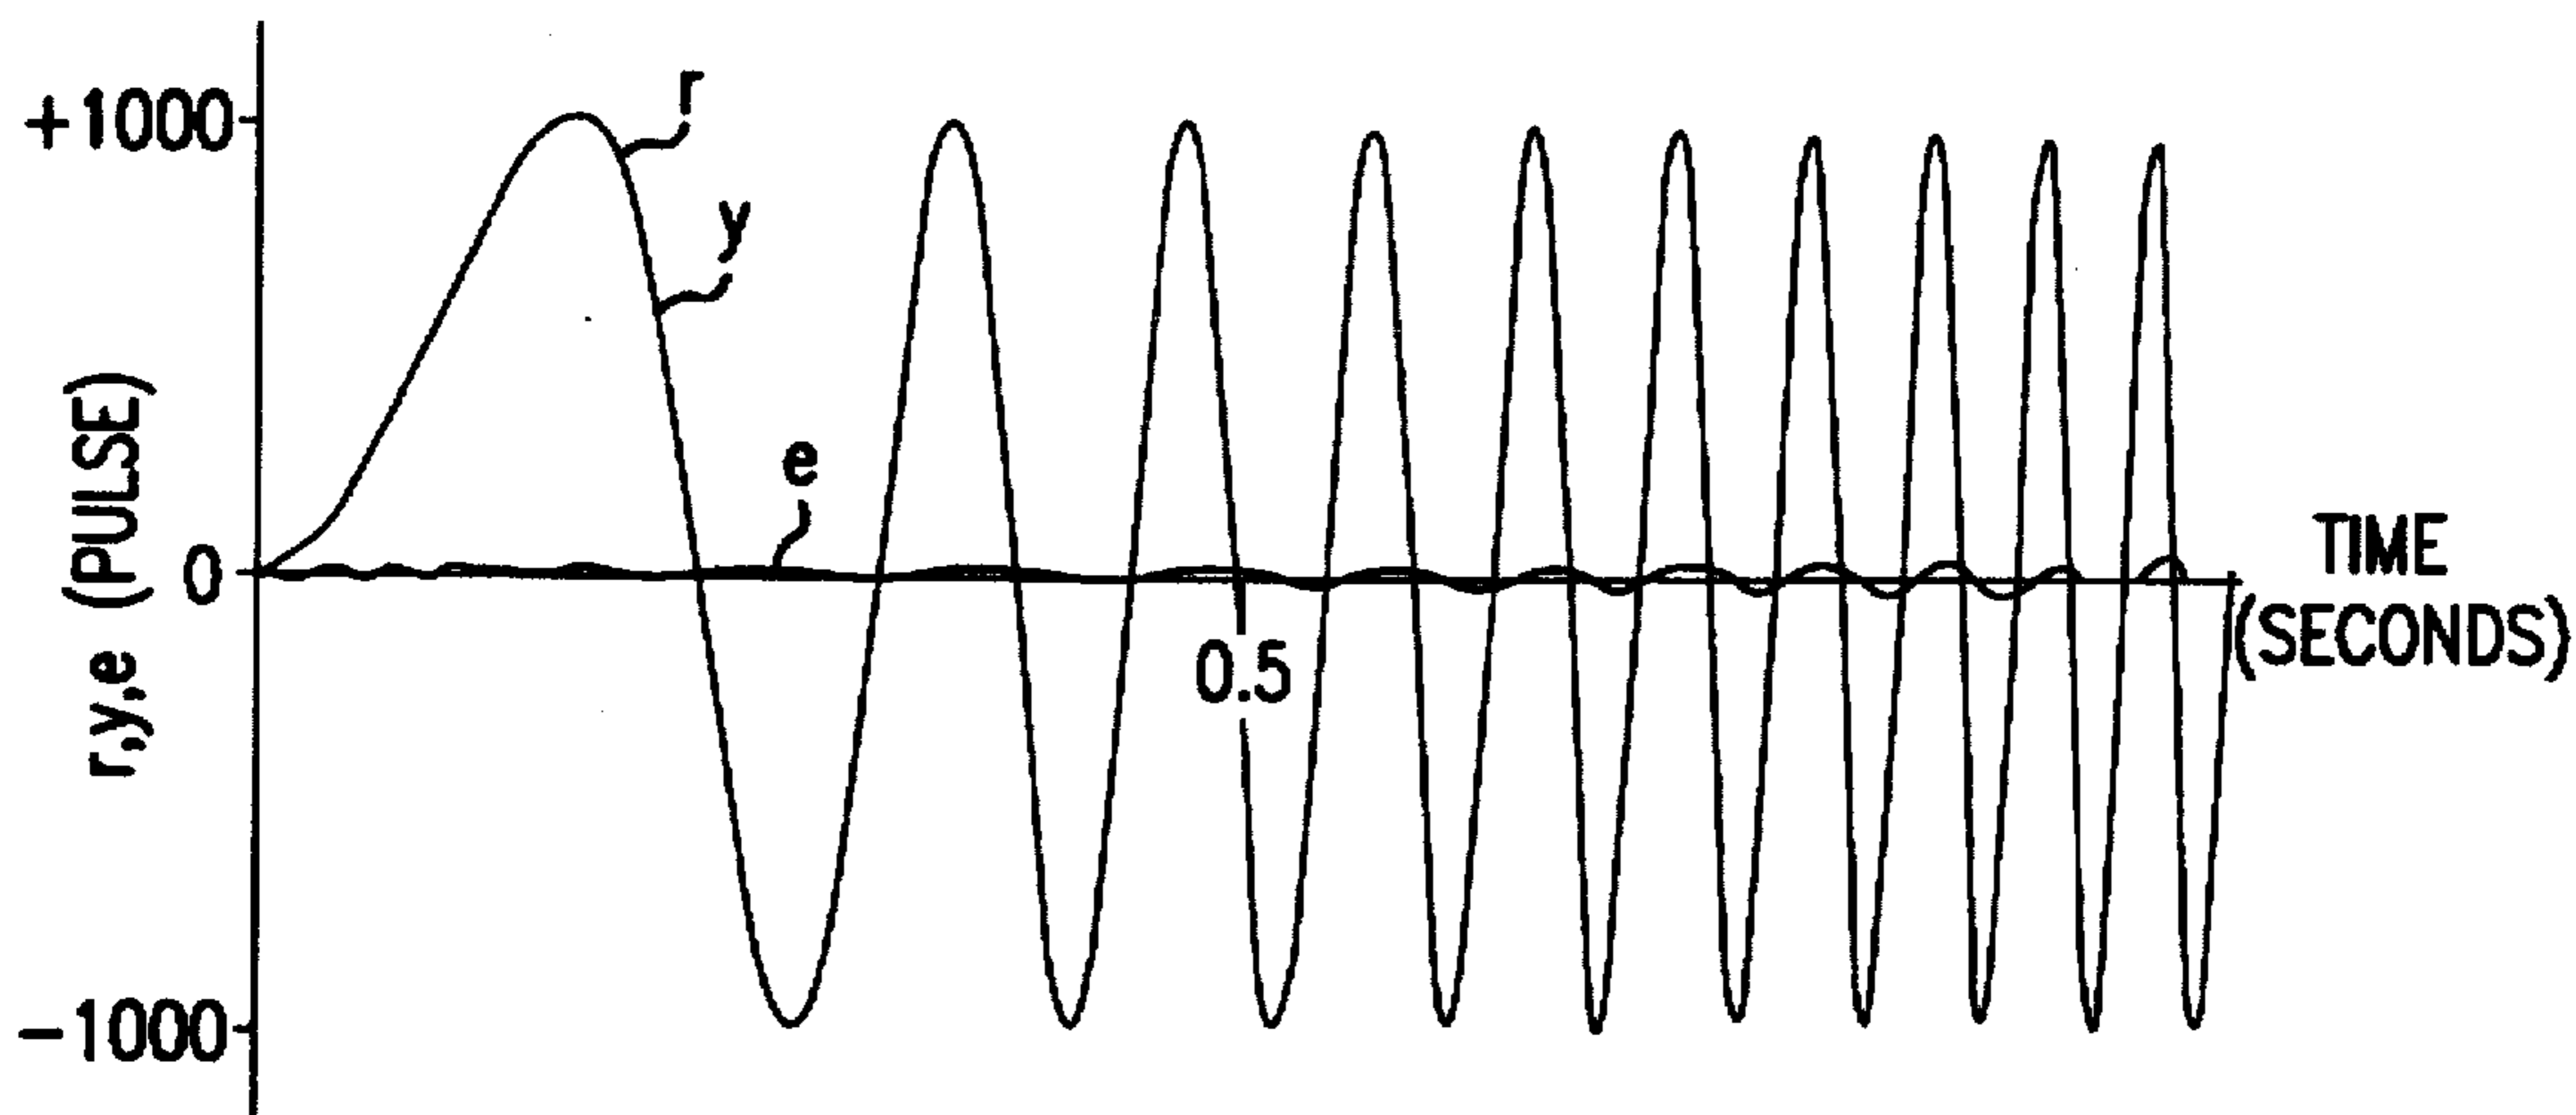 +1000
r
y
r,y,e (PULSE)
e
0
TIME
(SECONDS)
0.5
-1000